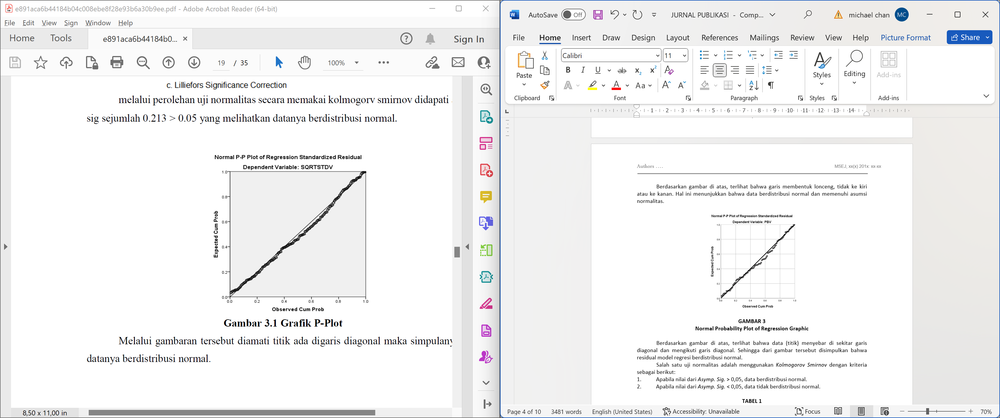 e891aca6b44184b04c008ebe8f28e93b6a30b9ee.pdf - Adobe Acrobat Reader (64-bit)
File Edit View Sign Window Help
Home Tools e891aca6b44184b0... × Sign In
19 / 35 100%
c. Lilliefors Significance Correction
melalui perolehan uji normalitas secara memakai kolmogorv smirnov didapati
sig sejumlah 0.213 > 0.05 yang melihatkan datanya berdistribusi normal.
Normal P-P Plot of Regression Standardized Residual
Dependent Variable: SQRTSTDV
1.0
0.8
0.6
0.4
0.2
0.0
Expected Cum Prob
0.0 0.2 0.4 0.6 0.8 1.0
Observed Cum Prob
Gambar 3.1 Grafik P-Plot
Melalui gambaran tersebut diamati titik ada digaris diagonal maka
datanya berdistribusi normal.
8,50 x 11,00 in
AutoSave Off JURNAL PUBLIKASI - Comp... michael chan MC
File Home Insert Draw Design Layout References Mailings Review View Help Picture Format Share
Paste
Calibri 11
B I U ab x2 x2 A
A A Aa A A
Styles Editing Add-ins
Clipboard Font Paragraph Styles Add-ins
1 2 3 4 5 6 7 8 9 10 11 12 13 14
Authors .... MSEJ, xx(x) 201x: xx-xx
Berdasarkan gambar di atas, terlihat bahwa garis membentuk lonceng, tidak ke kiri
atau ke kanan. Hal ini menunjukkan bahwa data berdistribusi normal dan memenuhi asumsi
normalitas.
Normal P-P Plot of Regression Standardized Residual
Dependent Variable: PBV
1.0
0.8
0.6
0.4
0.2
0.0
Expected Cum Prob
0.0 0.2 0.4 0.6 0.8 1.0
Observed Cum Prob
GAMBAR 3
Normal Probability Plot of Regression Graphic
Berdasarkan gambar di atas, terlihat bahwa data (titik) menyebar di sekitar garis
diagonal dan mengikuti garis diagonal. Sehingga dari gambar tersebut disimpulkan bahwa
residual model regresi berdistribusi normal.
Salah satu uji normalitas adalah menggunakan Kolmogorov Smirnov dengan kriteria
sebagai berikut:
1. Apabila nilai dari Asymp. Sig. > 0,05, data berdistribusi normal.
2. Apabila nilai dari Asymp. Sig. < 0,05, data tidak berdistribusi normal.
TABEL 1
Page 4 of 10 3481 words English (United States) Accessibility: Unavailable Focus 70%